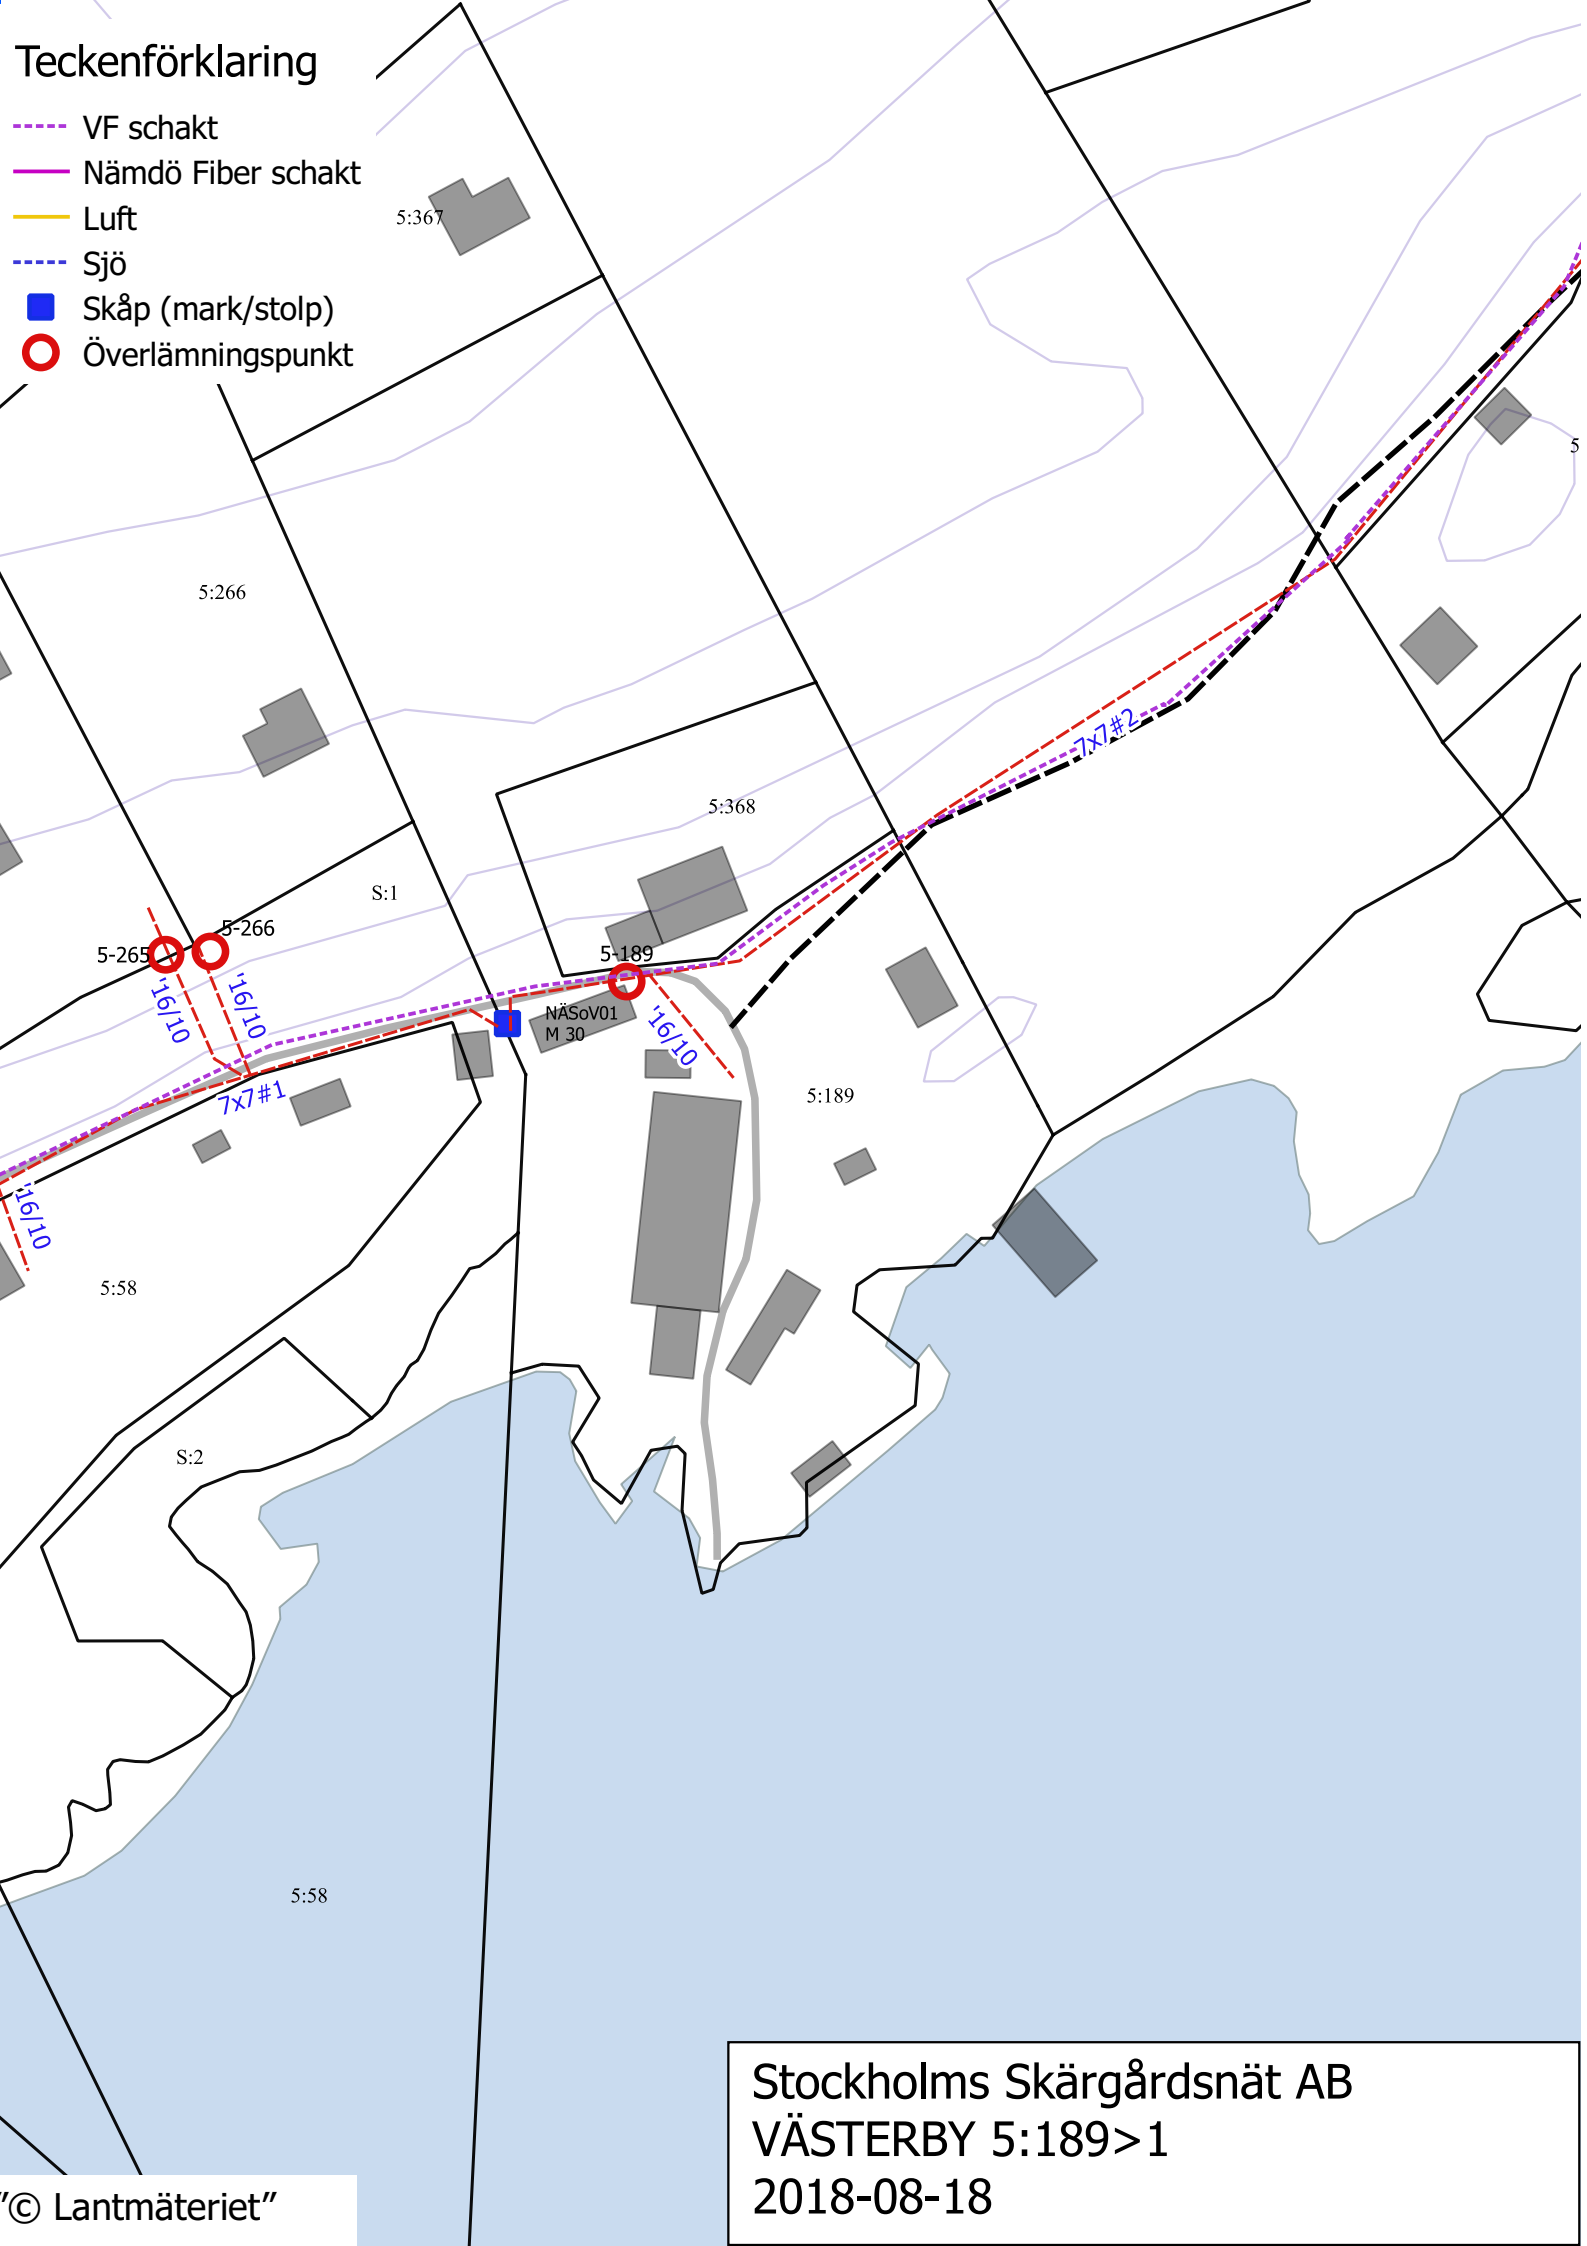 Teckenförklaring
VF schakt
Nämdö Fiber schakt
Luft
Sjö
Skåp (mark/stolp)
Överlämningspunkt
5:367
5:266
5:368
S:1
5-266
5-265
5-189
'16/10
'16/10
NÄSoV01
M 30
'16/10
7x7#2
7x7#1
5:189
'16/10
5:58
S:2
5:58
Stockholms Skärgårdsnät AB
VÄSTERBY 5:189>1
2018-08-18
"© Lantmäteriet"